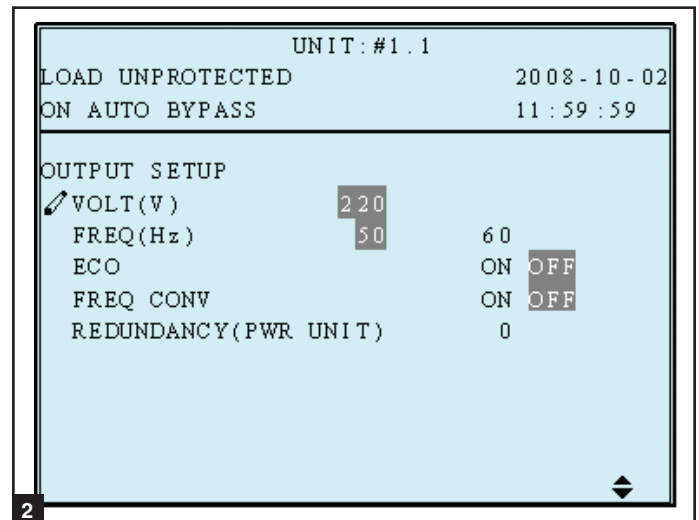 UNIT:#1.1
LOAD UNPROTECTED 2008-10-02
ON AUTO BYPASS 11:59:59
OUTPUT SETUP
VOLT(V) 220
FREQ(Hz) 50 60
ECO ON OFF
FREQ CONV ON OFF
REDUNDANCY(PWR UNIT) 0
2